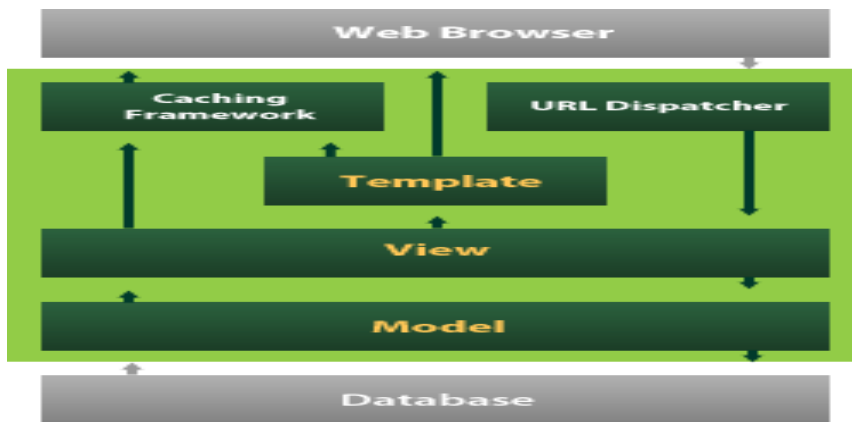 Web Browser
Caching
Framework
URL Dispatcher
Template
View
Model
Database